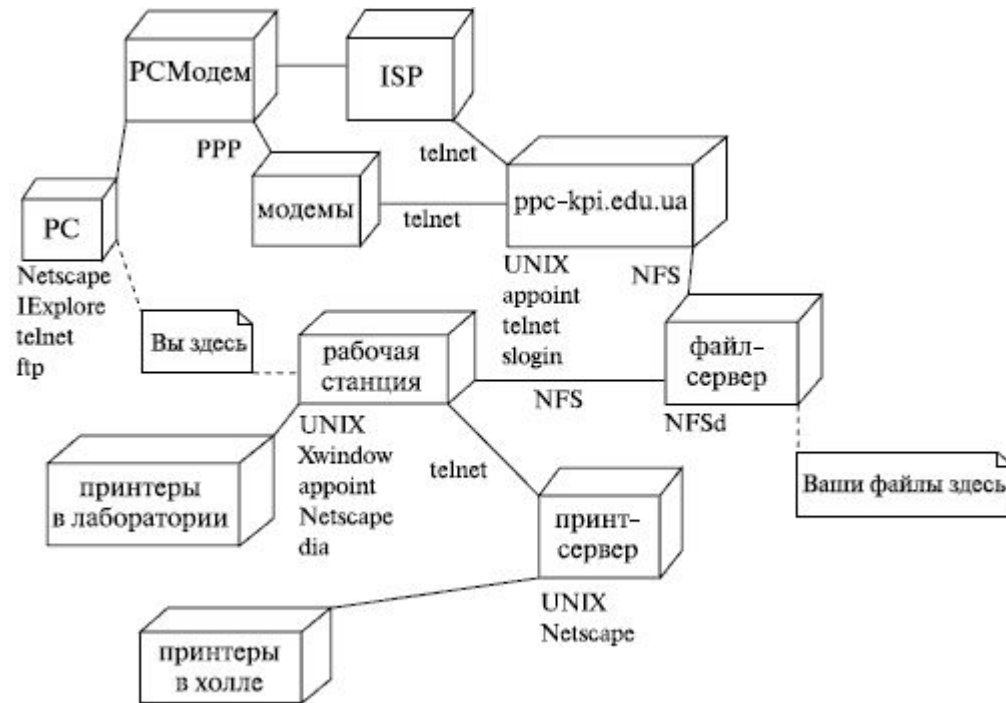 РСМодем
ISP
PPP
telnet
модемы
telnet
ppc-kpi.edu.ua
PC
Netscape
IExplore
telnet
ftp
UNIX
appoint
telnet
slogin
NFS
Вы здесь
рабочая
станция
NFS
файл-
сервер
NFSd
UNIX
Xwindow
appoint
Netscape
dia
telnet
принтеры
в лаборатории
Ваши файлы здесь
принт-
сервер
UNIX
Netscape
принтеры
в холле